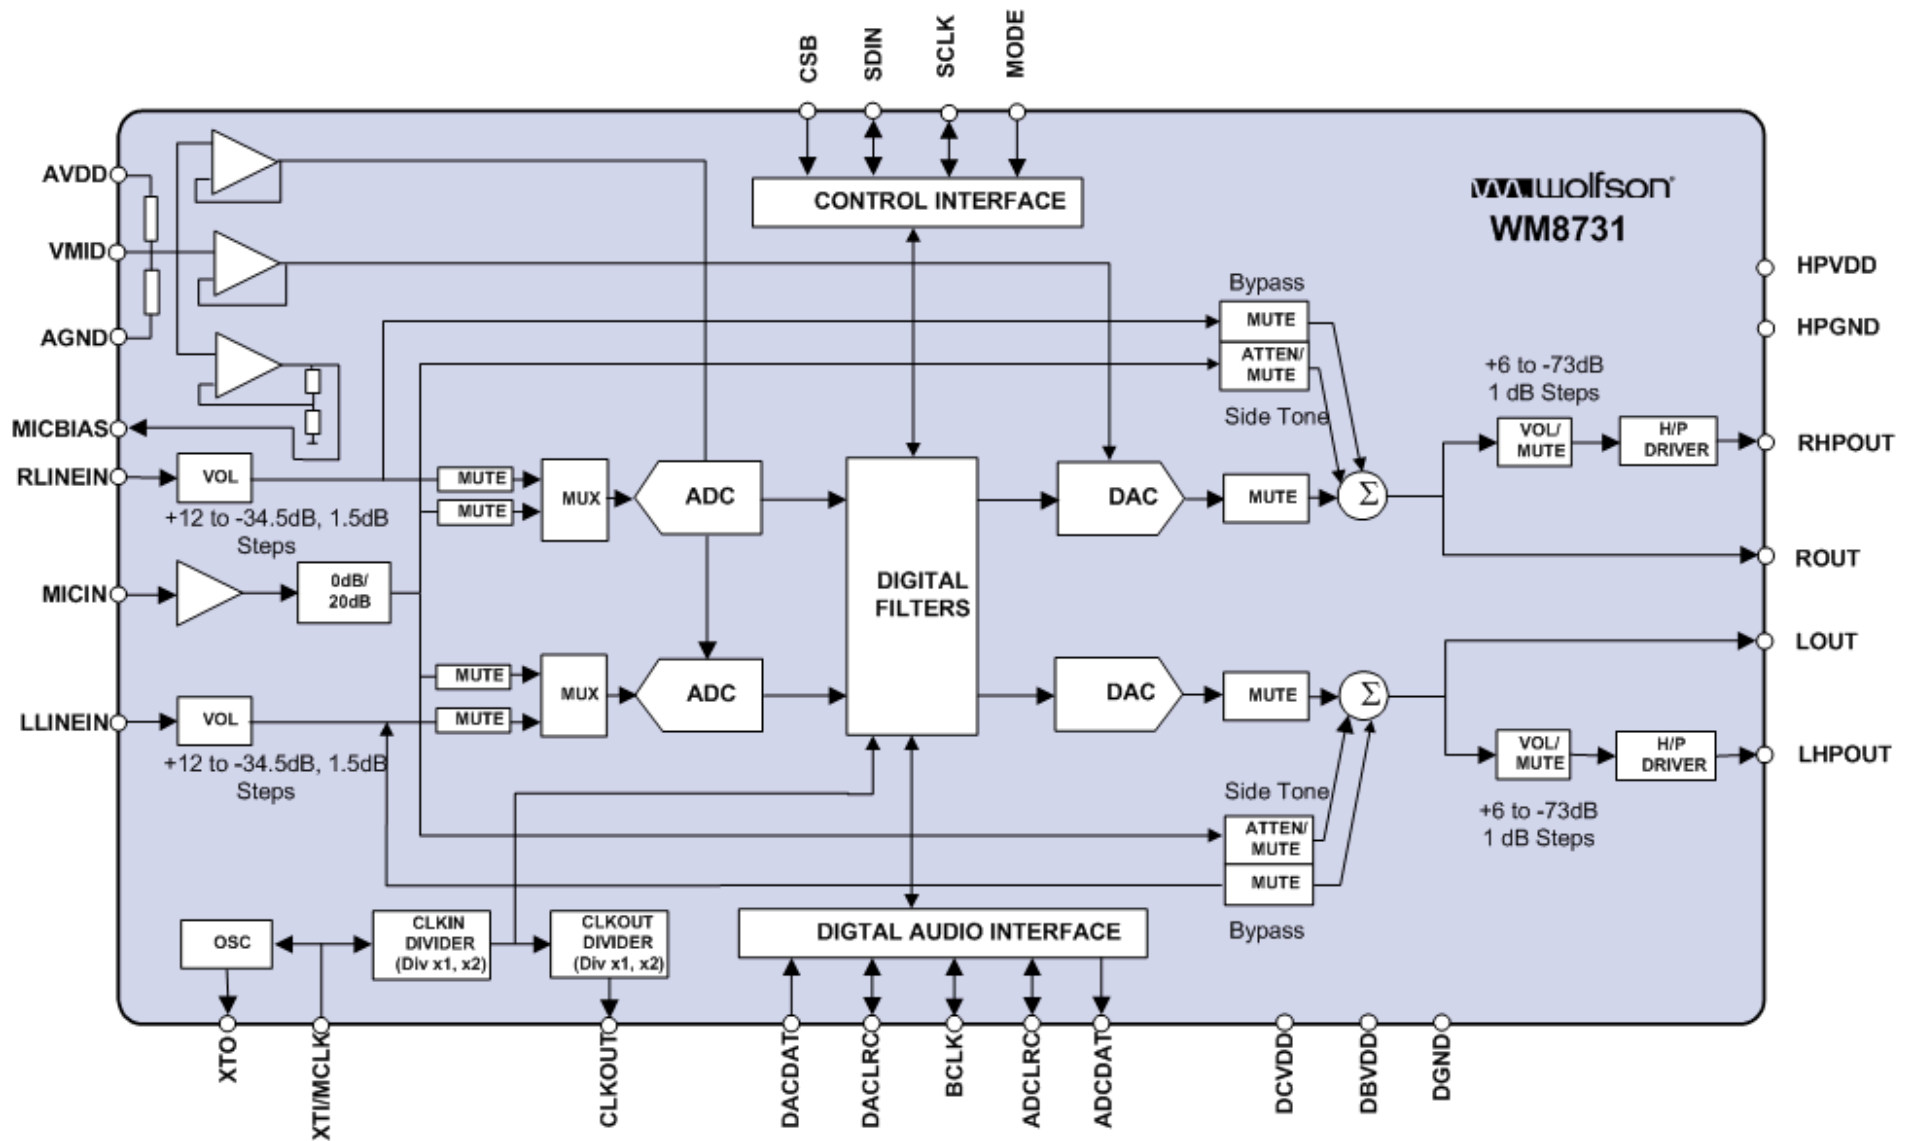 CSB
SDIN
SCLK
MODE
wolfson
WM8731
CONTROL INTERFACE
AVDD
VMID
AGND
MICBIAS
RLINEIN
MICIN
LLINEIN
HPVDD
HPGND
RHPOUT
ROUT
LOUT
LHPOUT
Bypass
MUTE
ATTEN/
MUTE
Side Tone
+6 to -73dB
1 dB Steps
VOL/
MUTE
H/P
DRIVER
VOL
+12 to -34.5dB, 1.5dB
Steps
MUTE
MUTE
MUX
ADC
DAC
MUTE
Σ
0dB/
20dB
DIGITAL
FILTERS
MUTE
MUTE
MUX
ADC
DAC
MUTE
Σ
VOL
+12 to -34.5dB, 1.5dB
Steps
VOL/
MUTE
H/P
DRIVER
+6 to -73dB
1 dB Steps
Side Tone
ATTEN/
MUTE
MUTE
Bypass
OSC
CLKIN
DIVIDER
(Div x1, x2)
CLKOUT
DIVIDER
(Div x1, x2)
DIGTAL AUDIO INTERFACE
XTO
XTI/MCLK
CLKOUT
DACDAT
DACLRC
BCLK
ADCLRC
ADCDAT
DCVDD
DBVDD
DGND